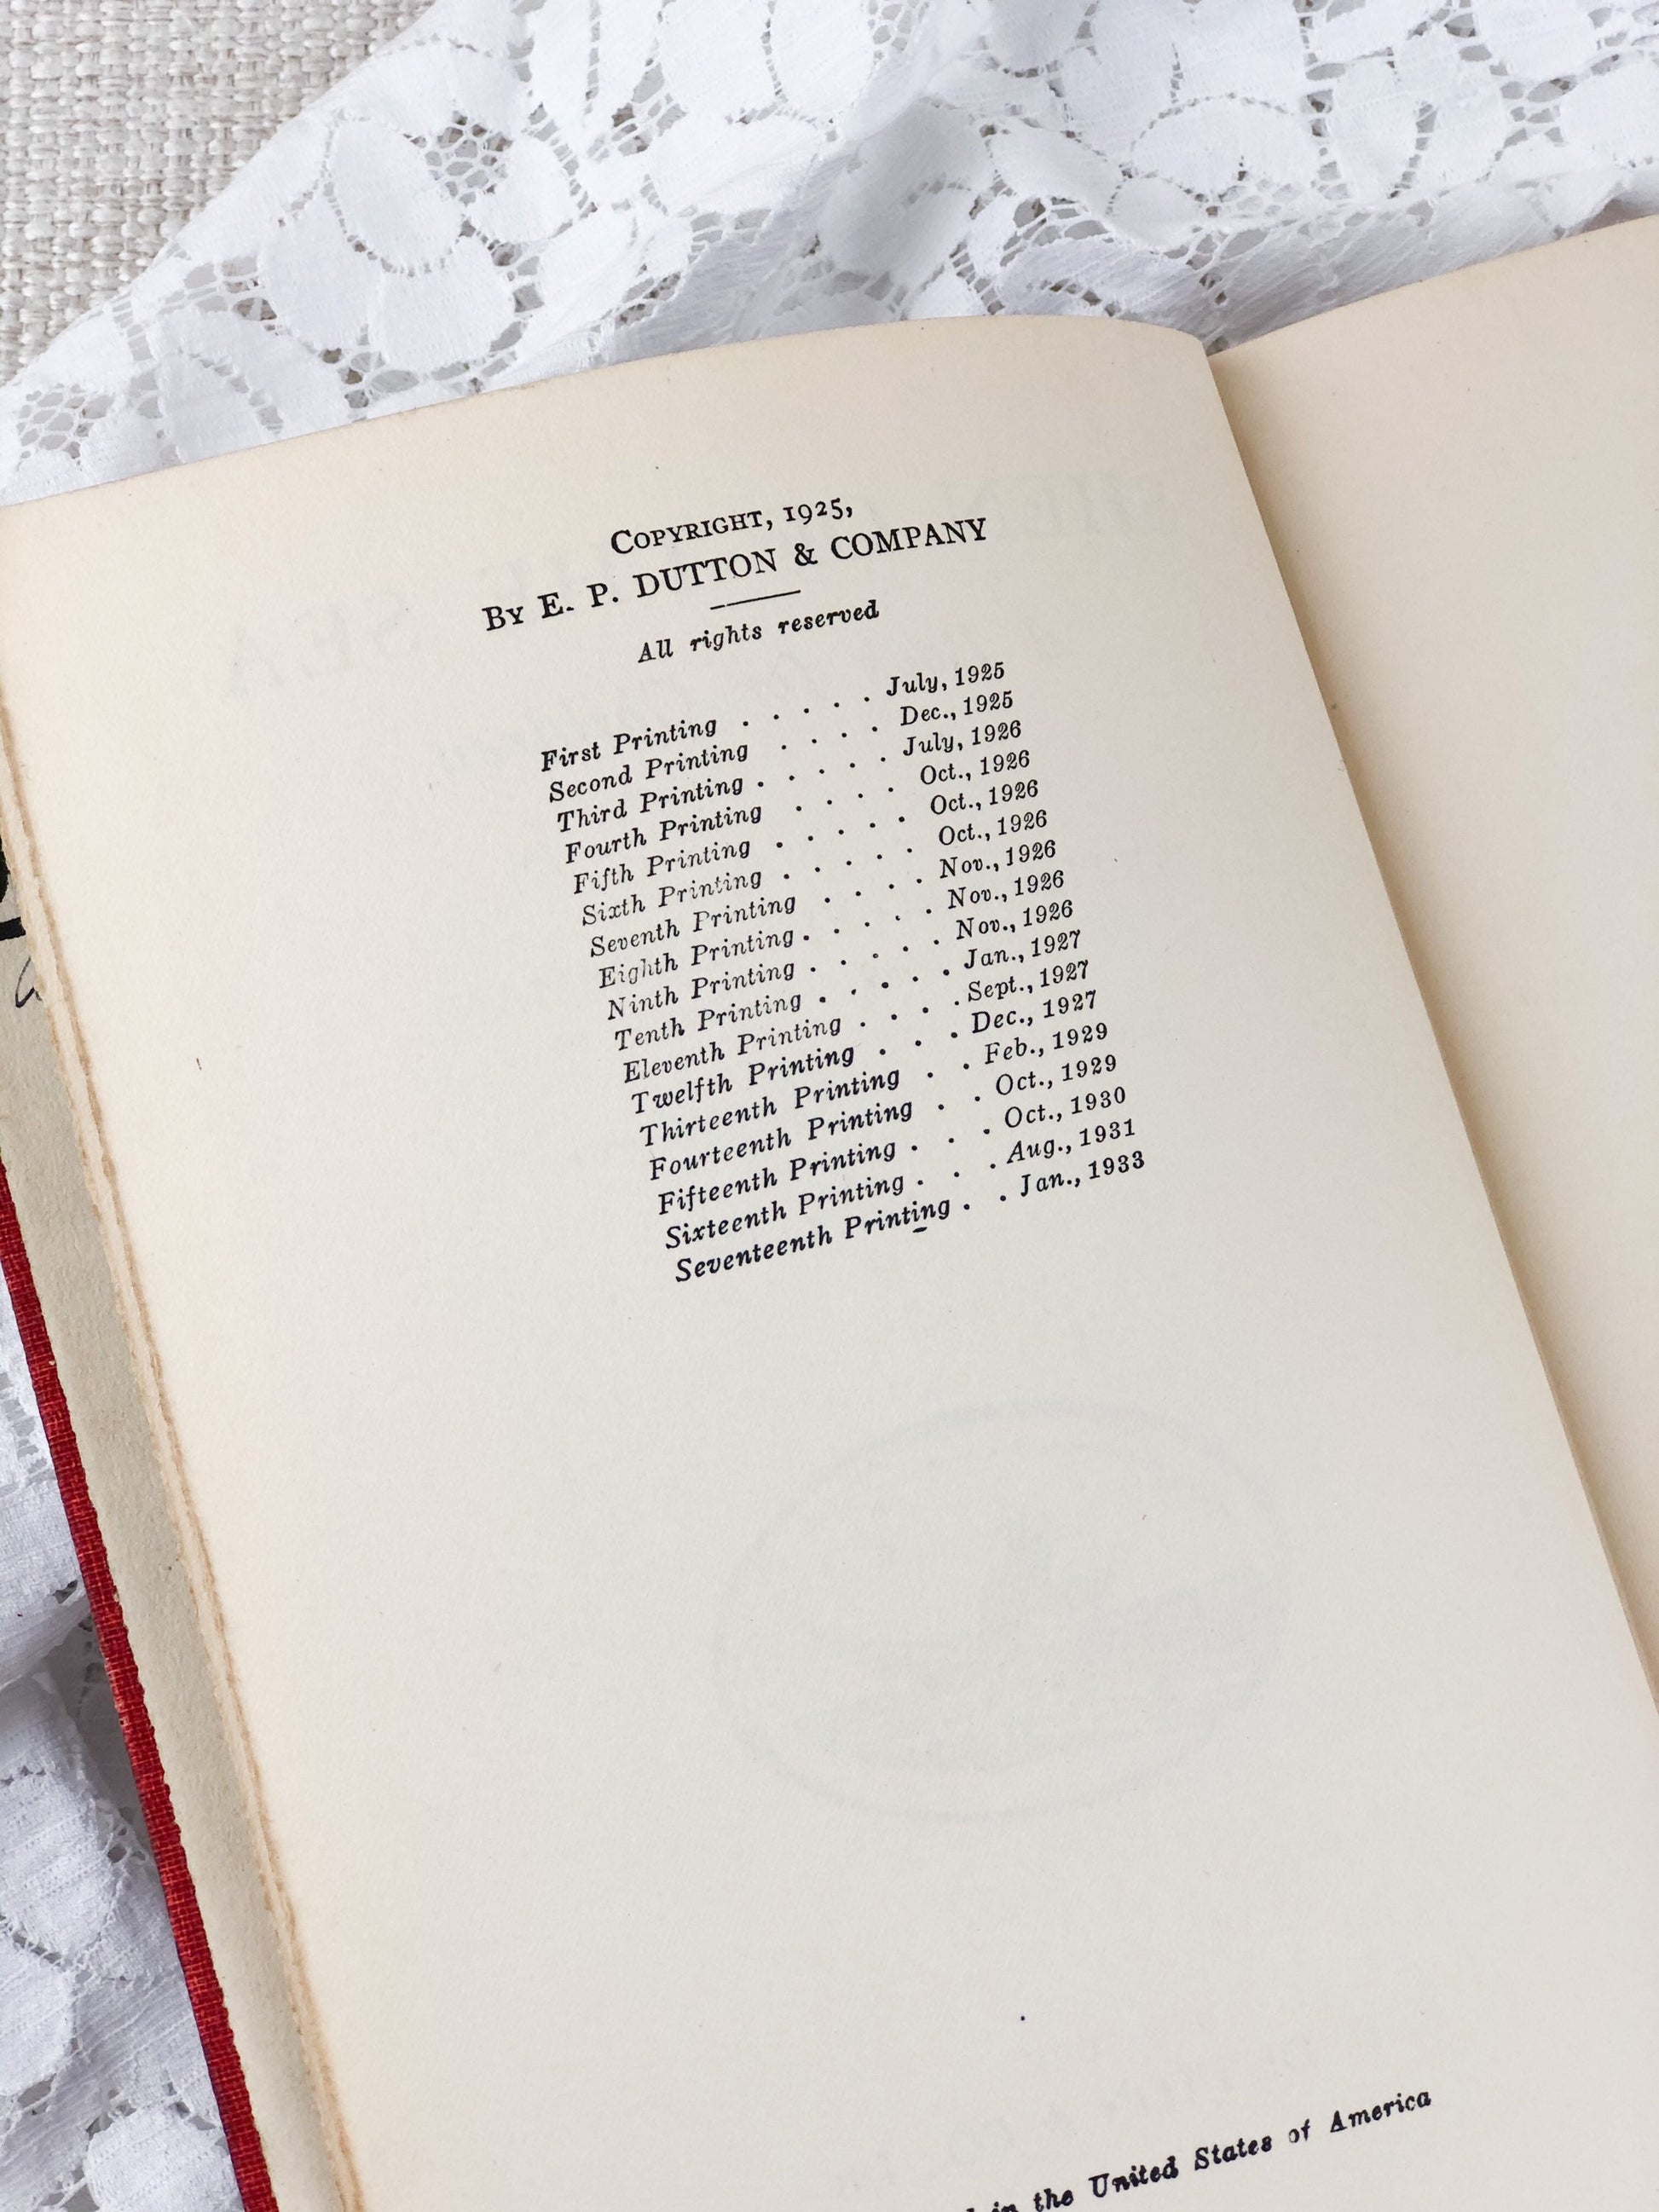 COPYRIGHT, 1925,
BY E. P. DUTTON & COMPANY
All rights reserved
First Printing . . . . . July, 1925
Second Printing . . . . Dec., 1925
Third Printing . . . . . July, 1926
Fourth Printing . . . . Oct., 1926
Fifth Printing . . . . . Oct., 1926
Sixth Printing . . . . . Oct., 1926
Seventh Printing . . . . Nov., 1926
Eighth Printing . . . . . Nov., 1926
Ninth Printing . . . . . Nov., 1926
Tenth Printing . . . . . Jan., 1927
Eleventh Printing . . . . Sept., 1927
Twelfth Printing . . . Dec., 1927
Thirteenth Printing . . Feb., 1929
Fourteenth Printing . . Oct., 1929
Fifteenth Printing . . . Oct., 1930
Sixteenth Printing . . . Aug., 1931
Seventeenth Printing . . Jan., 1933
in the United States of America